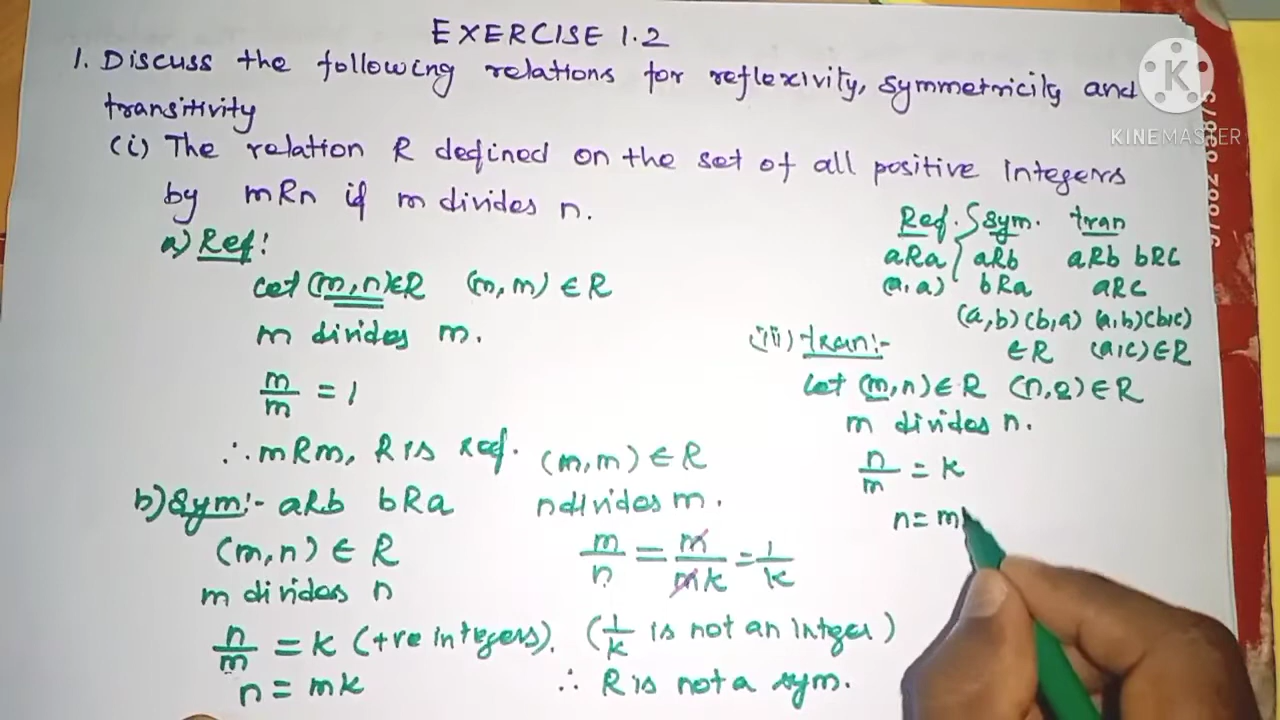 EXERCISE 1.2
1. Discuss the following relations for reflexivity, symmetricity and
transitivity
(i) The relation R defined on the set of all positive integers
by mRn if m divides n.
a) Ref:
Let (m,n)∈R (m,m) ∈ R
m divides m.
m/m = 1
∴ mRm, R is ref.
b) Sym:- aRb bRa
(m,n) ∈ R
m divides n
n/m = k (+ve integers).
n = mk
(m,m) ∈ R
n divides m.
m/n = m/mk = 1/k
(1/k is not an integer)
∴ R is not a sym.
Ref. Sym. tran
aRa aRb aRb bRC
(a,a) bRa aRC
(a,b) (b,a) (a,b) (b,c)
∈R (a,c)∈R
(iii) tran:-
Let (m,n)∈R (n,q)∈R
m divides n.
n/m = k
n=m
K
KINEMASTER